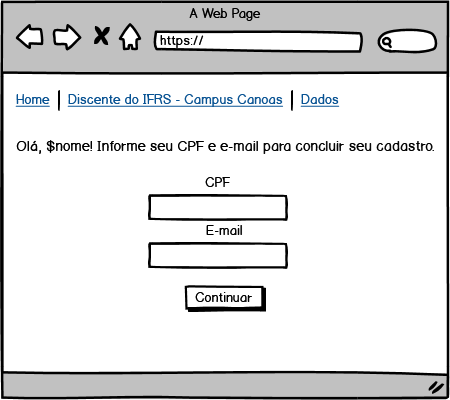 A Web Page
https://
Home | Discente do IFRS - Campus Canoas | Dados
Olá, $nome! Informe seu CPF e e-mail para concluir seu cadastro.
CPF
E-mail
Continuar